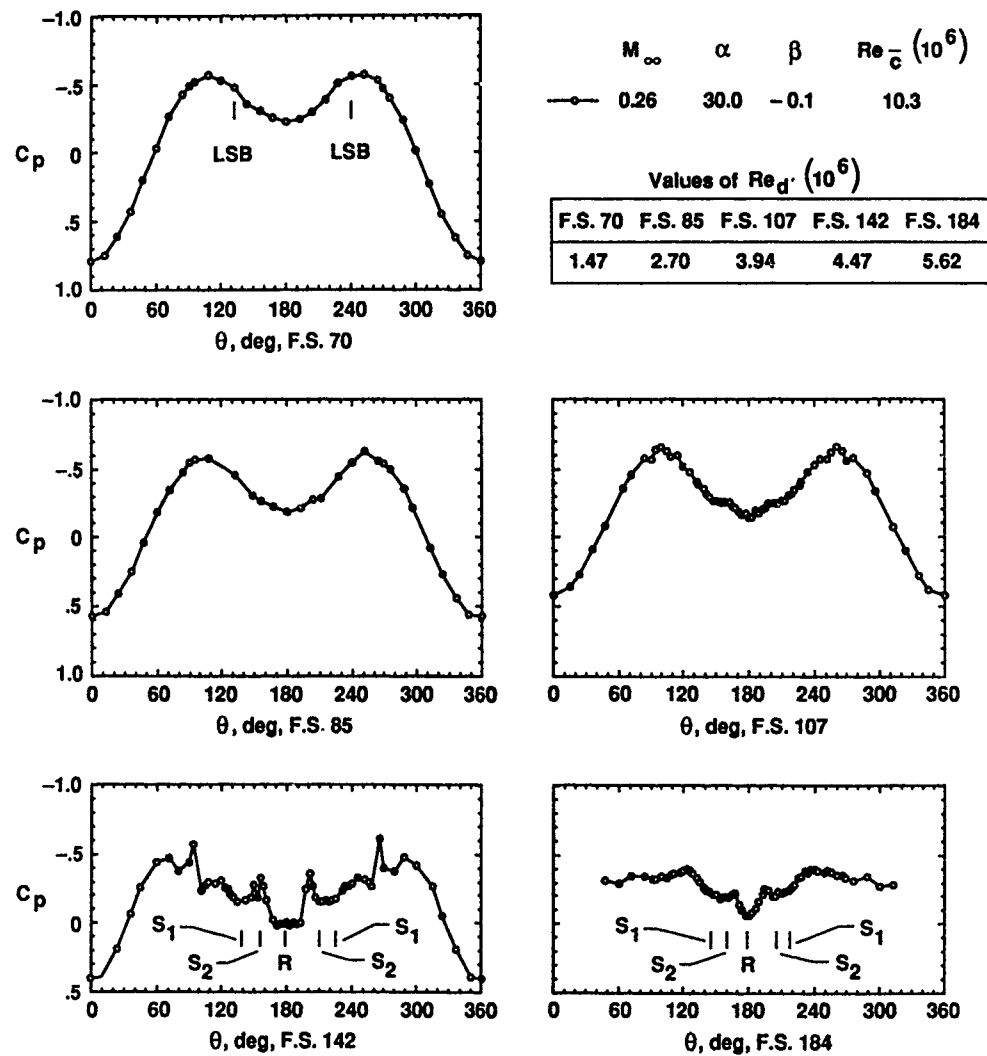 −1.0
−.5
0
.5
1.0
C p
LSB LSB
0 60 120 180 240 300 360
θ, deg, F.S. 70
M∞ α β Re c̄ (10⁶)
0.26 30.0 −0.1 10.3
Values of Re d′ (10⁶)
F.S. 70 F.S. 85 F.S. 107 F.S. 142 F.S. 184
1.47 2.70 3.94 4.47 5.62
−1.0
−.5
0
.5
1.0
C p
0 60 120 180 240 300 360
θ, deg, F.S. 85
0 60 120 180 240 300 360
θ, deg, F.S. 107
−1.0
−.5
0
.5
C p
S1 S1
S2 R S2
0 60 120 180 240 300 360
θ, deg, F.S. 142
S1 S1
S2 R S2
0 60 120 180 240 300 360
θ, deg, F.S. 184